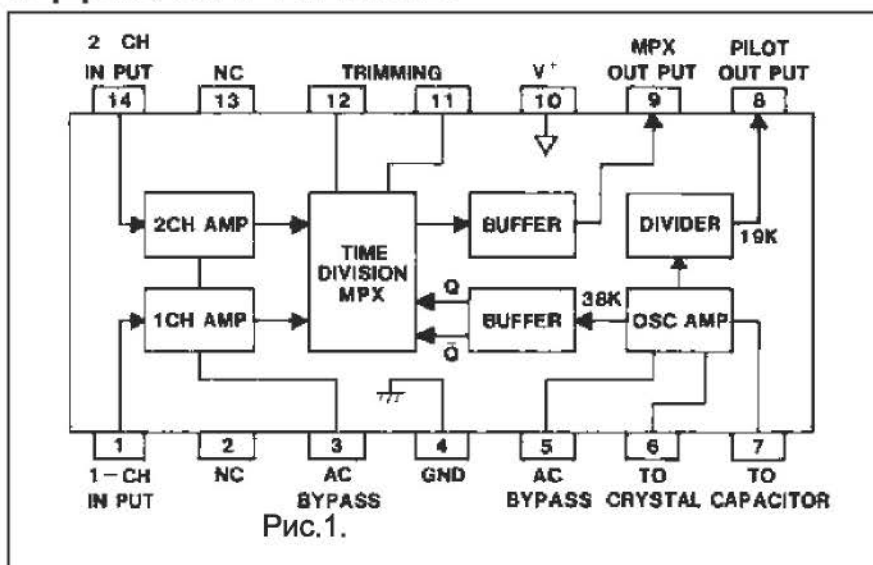 2 CH
IN PUT
NC
TRIMMING
V+
MPX
OUT PUT
PILOT
OUT PUT
14
13
12
11
10
9
8
2CH AMP
1CH AMP
TIME
DIVISION
MPX
BUFFER
DIVIDER
19K
Q
Q̄
BUFFER
38K
OSC AMP
1
2
3
4
5
6
7
1-CH
IN PUT
NC
AC
BYPASS
GND
AC
BYPASS
TO
CRYSTAL
TO
CAPACITOR
Рис.1.